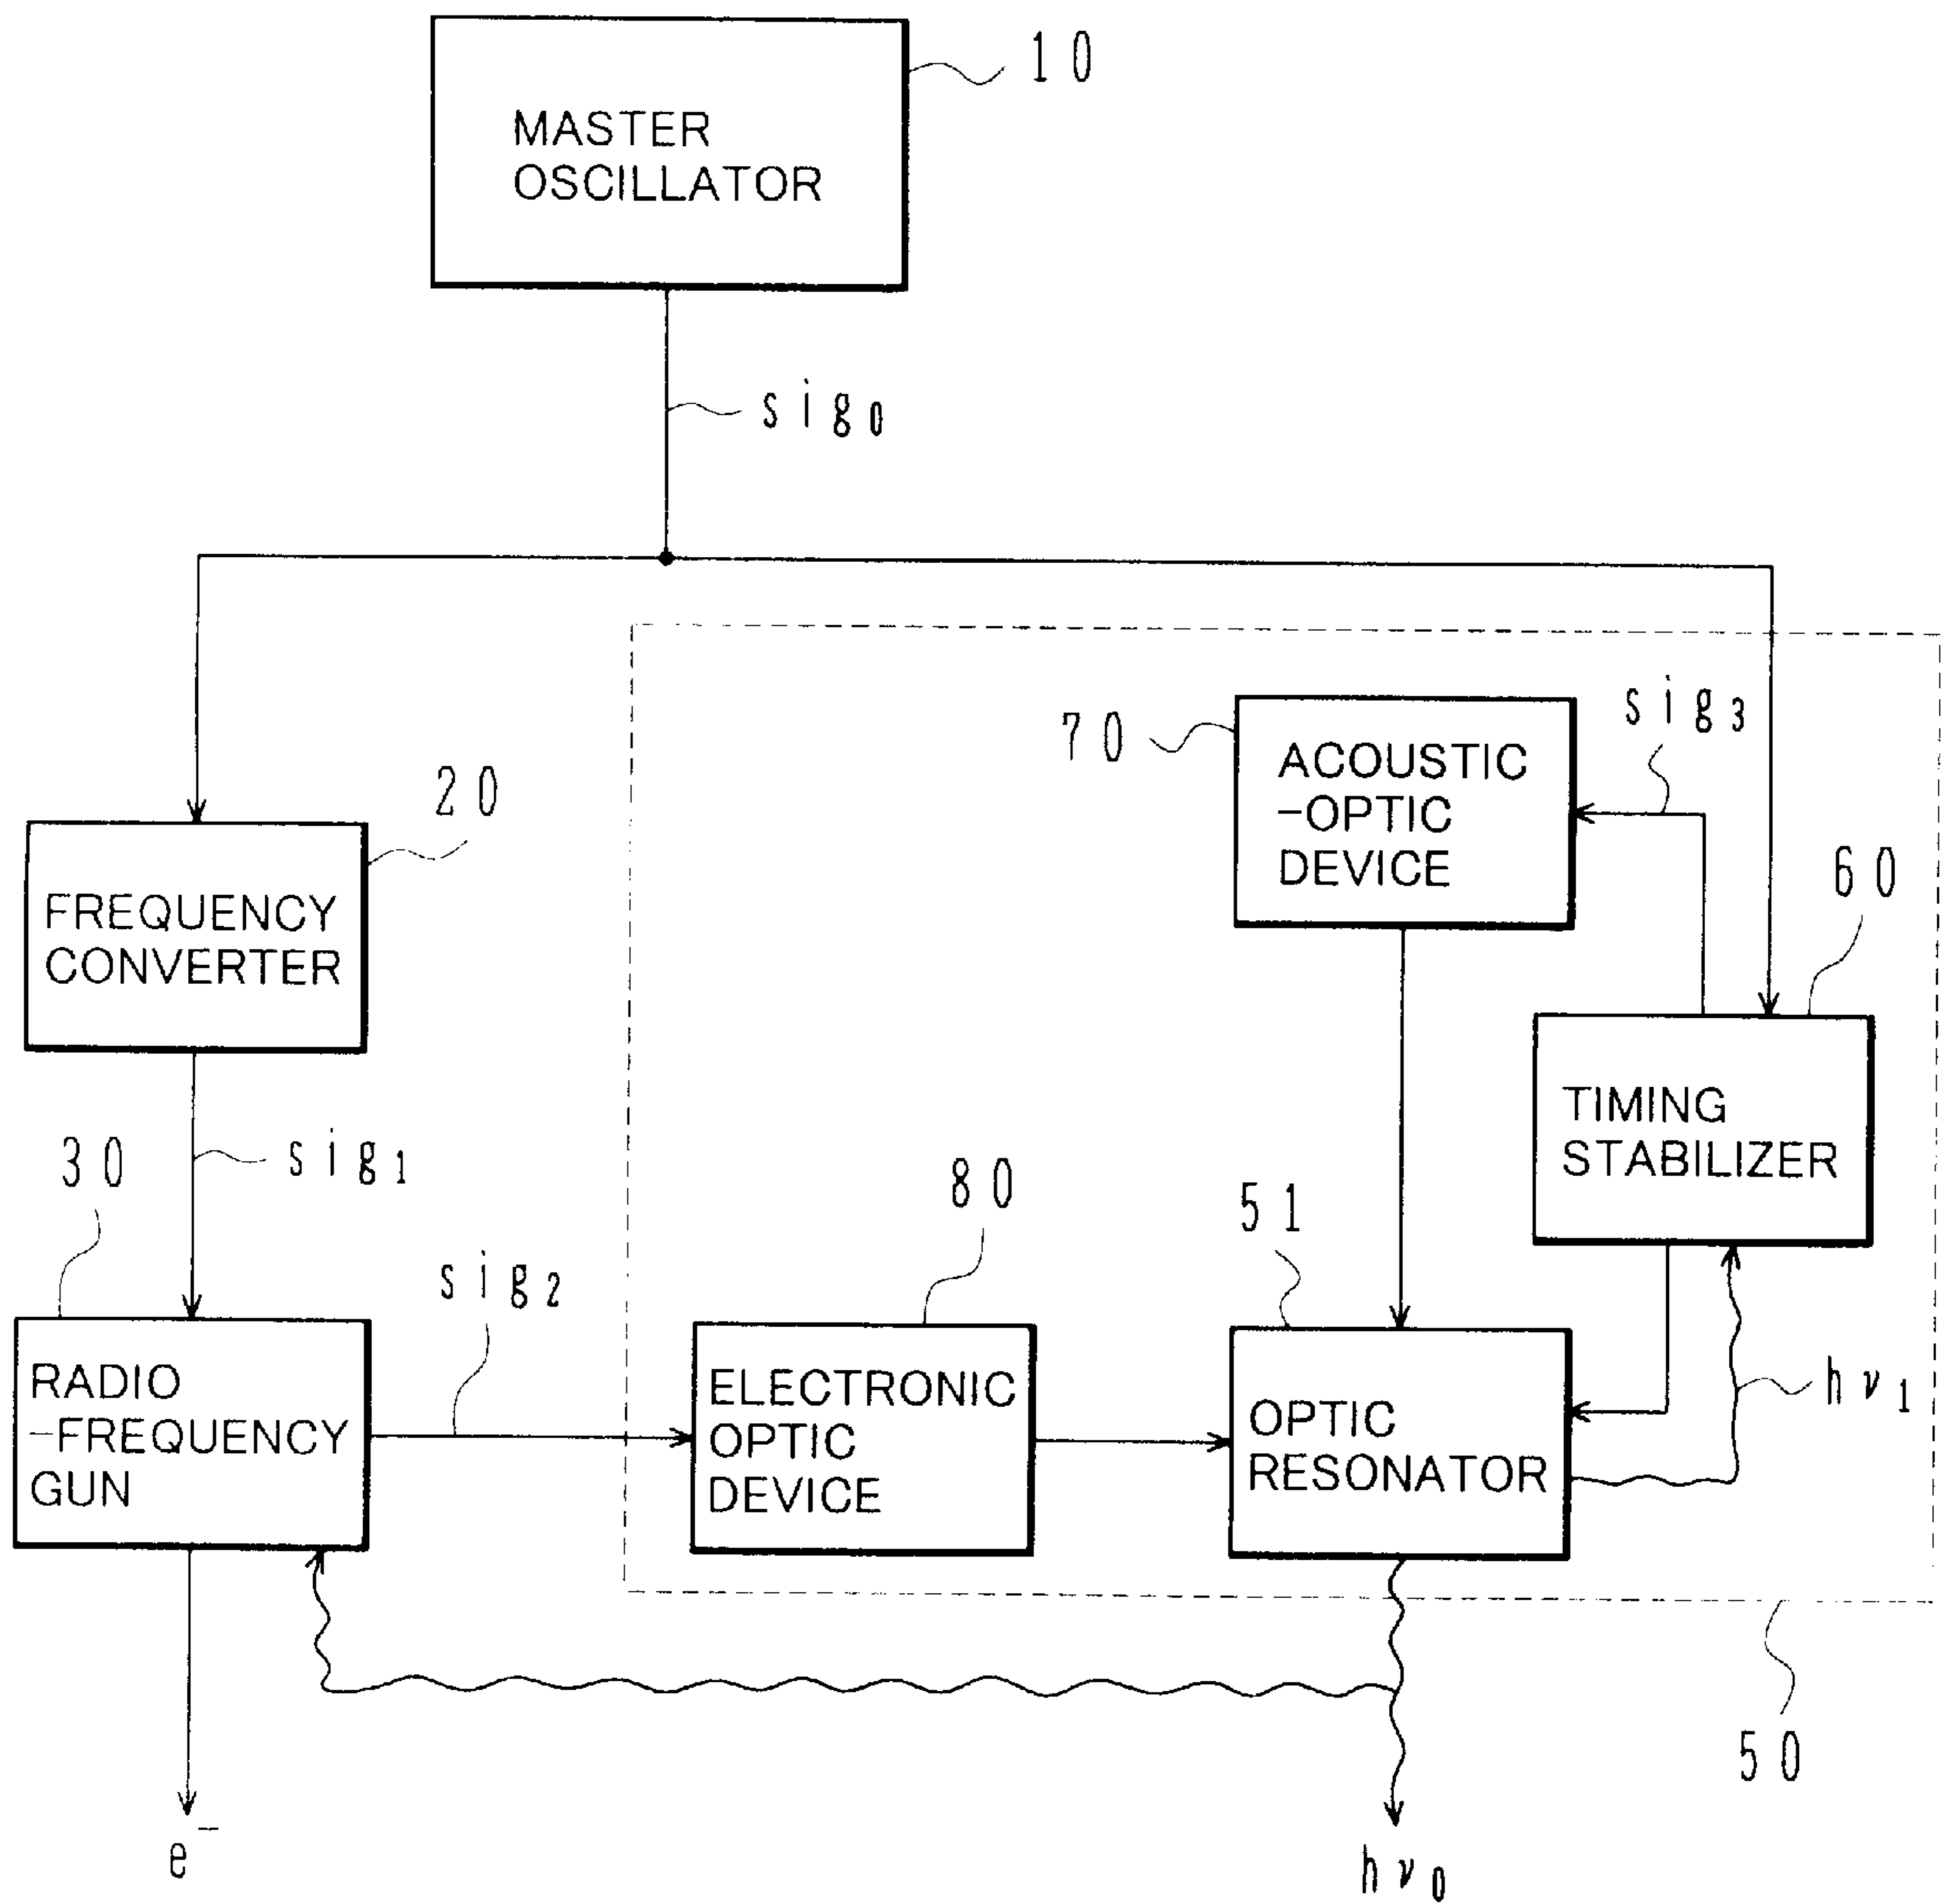 10
MASTER
OSCILLATOR
sig₀
70
ACOUSTIC
-OPTIC
DEVICE
sig₃
20
60
FREQUENCY
CONVERTER
TIMING
STABILIZER
30
sig₁
80
51
sig₂
RADIO
-FREQUENCY
GUN
ELECTRONIC
OPTIC
DEVICE
OPTIC
RESONATOR
hν₁
50
e⁻
hν₀